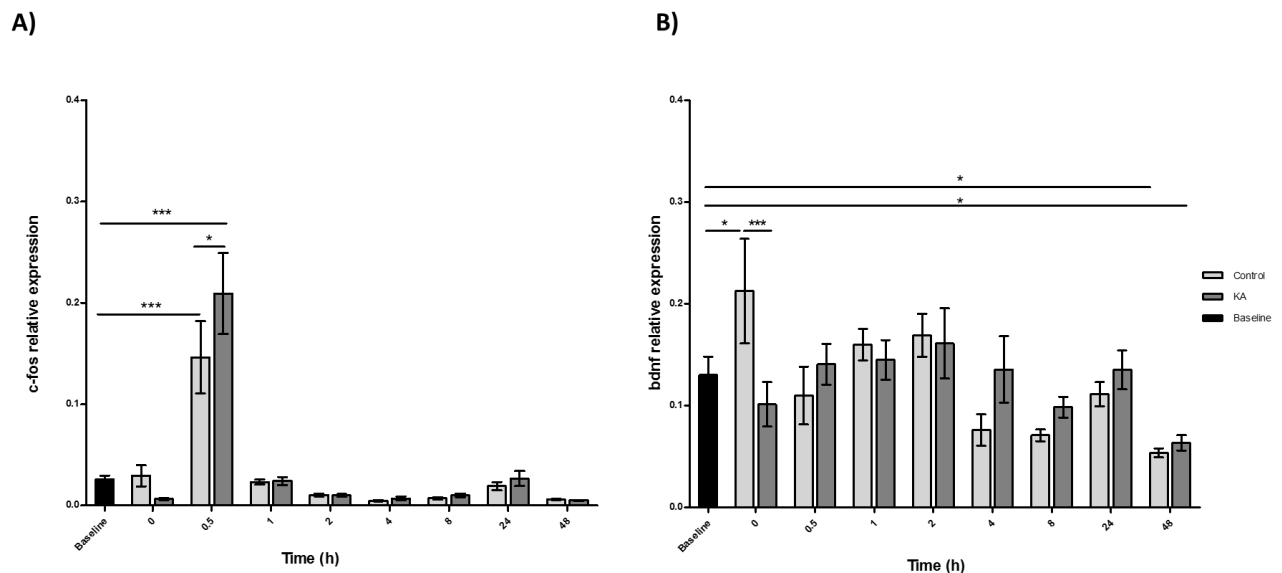 A)
c-fos relative expression
0.4
0.3
0.2
0.1
0.0
***
*
***
Baseline
0
0.5
1
2
4
8
24
48
Time (h)
B)
bdnf relative expression
0.4
0.3
0.2
0.1
0.0
*
*
* ***
Baseline
0
0.5
1
2
4
8
24
48
Time (h)
Control
KA
Baseline